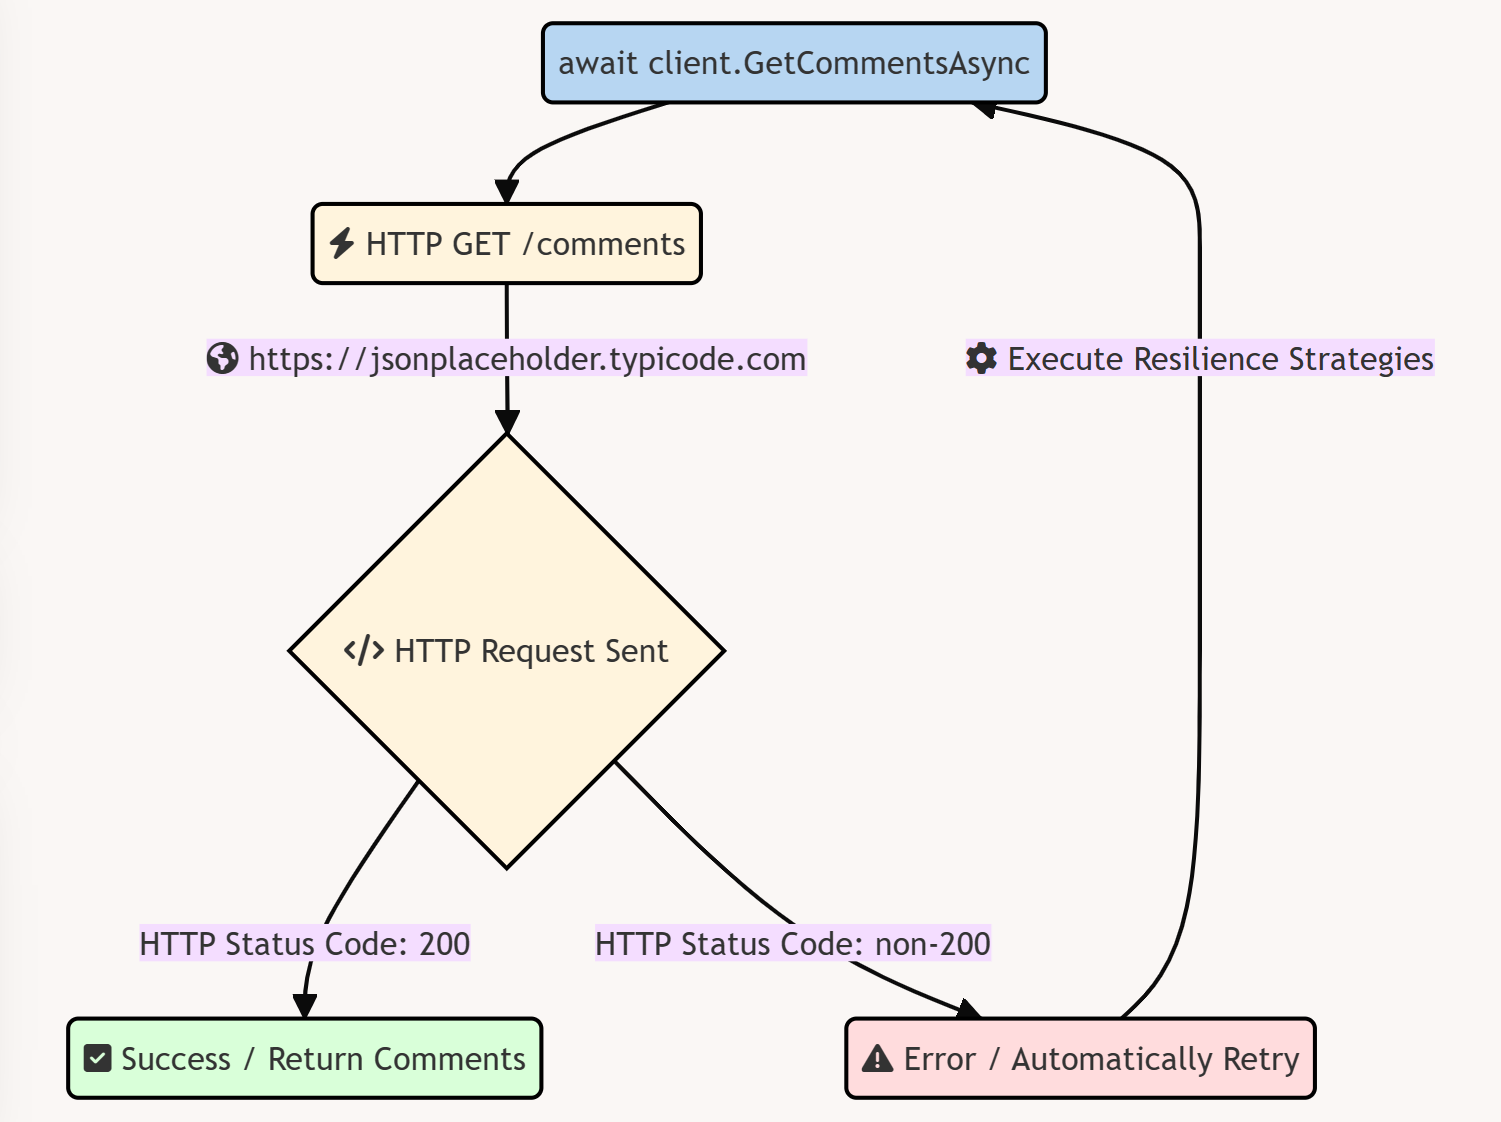 await client.GetCommentsAsync
HTTP GET /comments
https://jsonplaceholder.typicode.com
Execute Resilience Strategies
</> HTTP Request Sent
HTTP Status Code: 200
HTTP Status Code: non-200
Success / Return Comments
Error / Automatically Retry